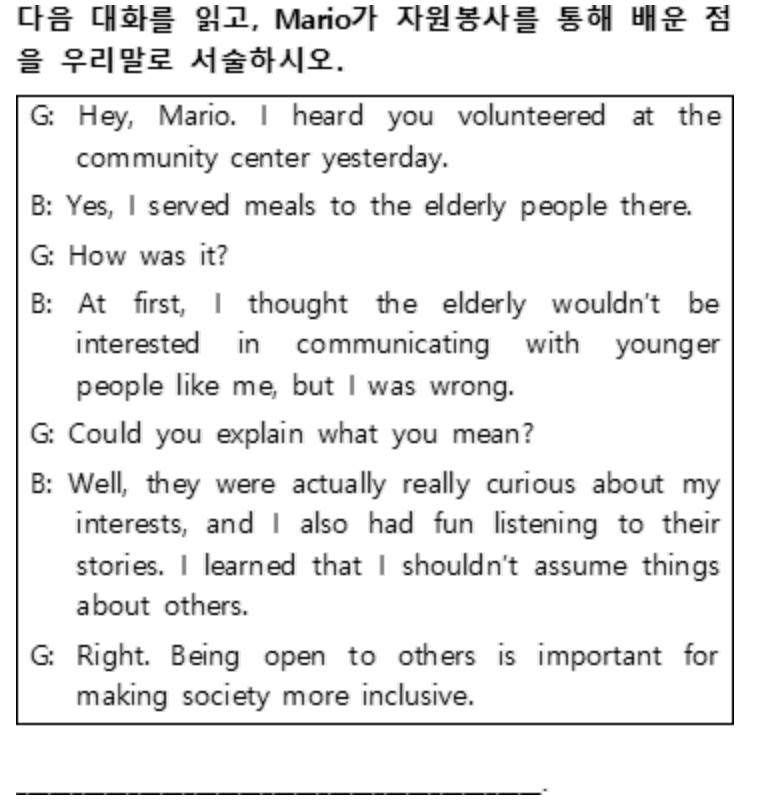 다음 대화를 읽고, Mario가 자원봉사를 통해 배운 점
을 우리말로 서술하시오.
G: Hey, Mario. I heard you volunteered at the
community center yesterday.
B: Yes, I served meals to the elderly people there.
G: How was it?
B: At first, I thought the elderly wouldn't be
interested in communicating with younger
people like me, but I was wrong.
G: Could you explain what you mean?
B: Well, they were actually really curious about my
interests, and I also had fun listening to their
stories. I learned that I shouldn't assume things
about others.
G: Right. Being open to others is important for
making society more inclusive.